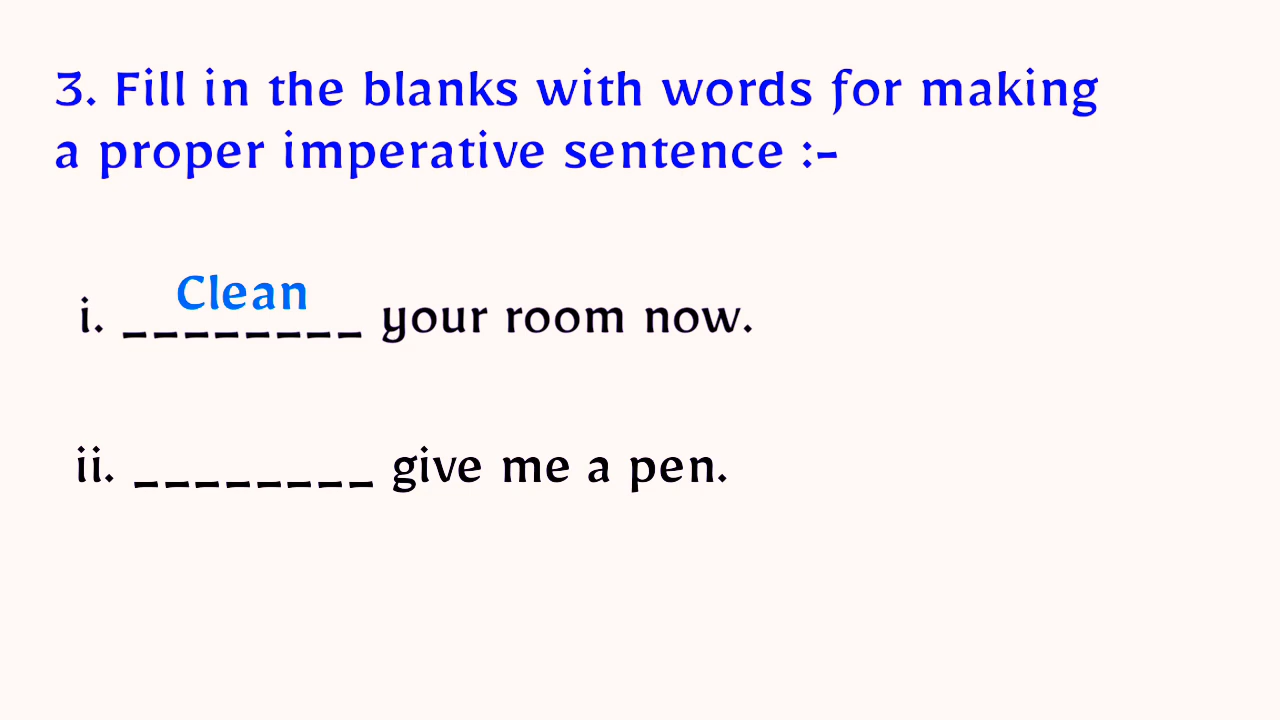 3. Fill in the blanks with words for making
a proper imperative sentence :-
Clean
i. ________ your room now.
ii. ________ give me a pen.